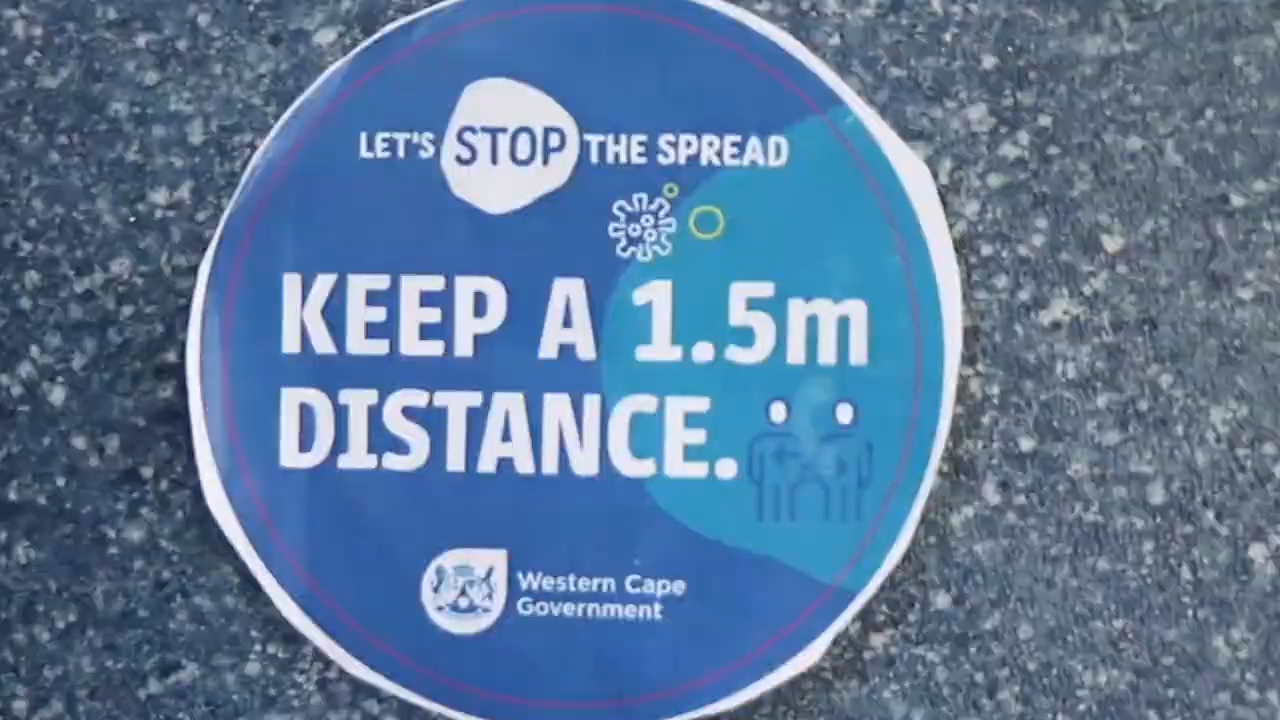 LET'S STOP THE SPREAD
KEEP A 1.5m
DISTANCE.
Western Cape
Government